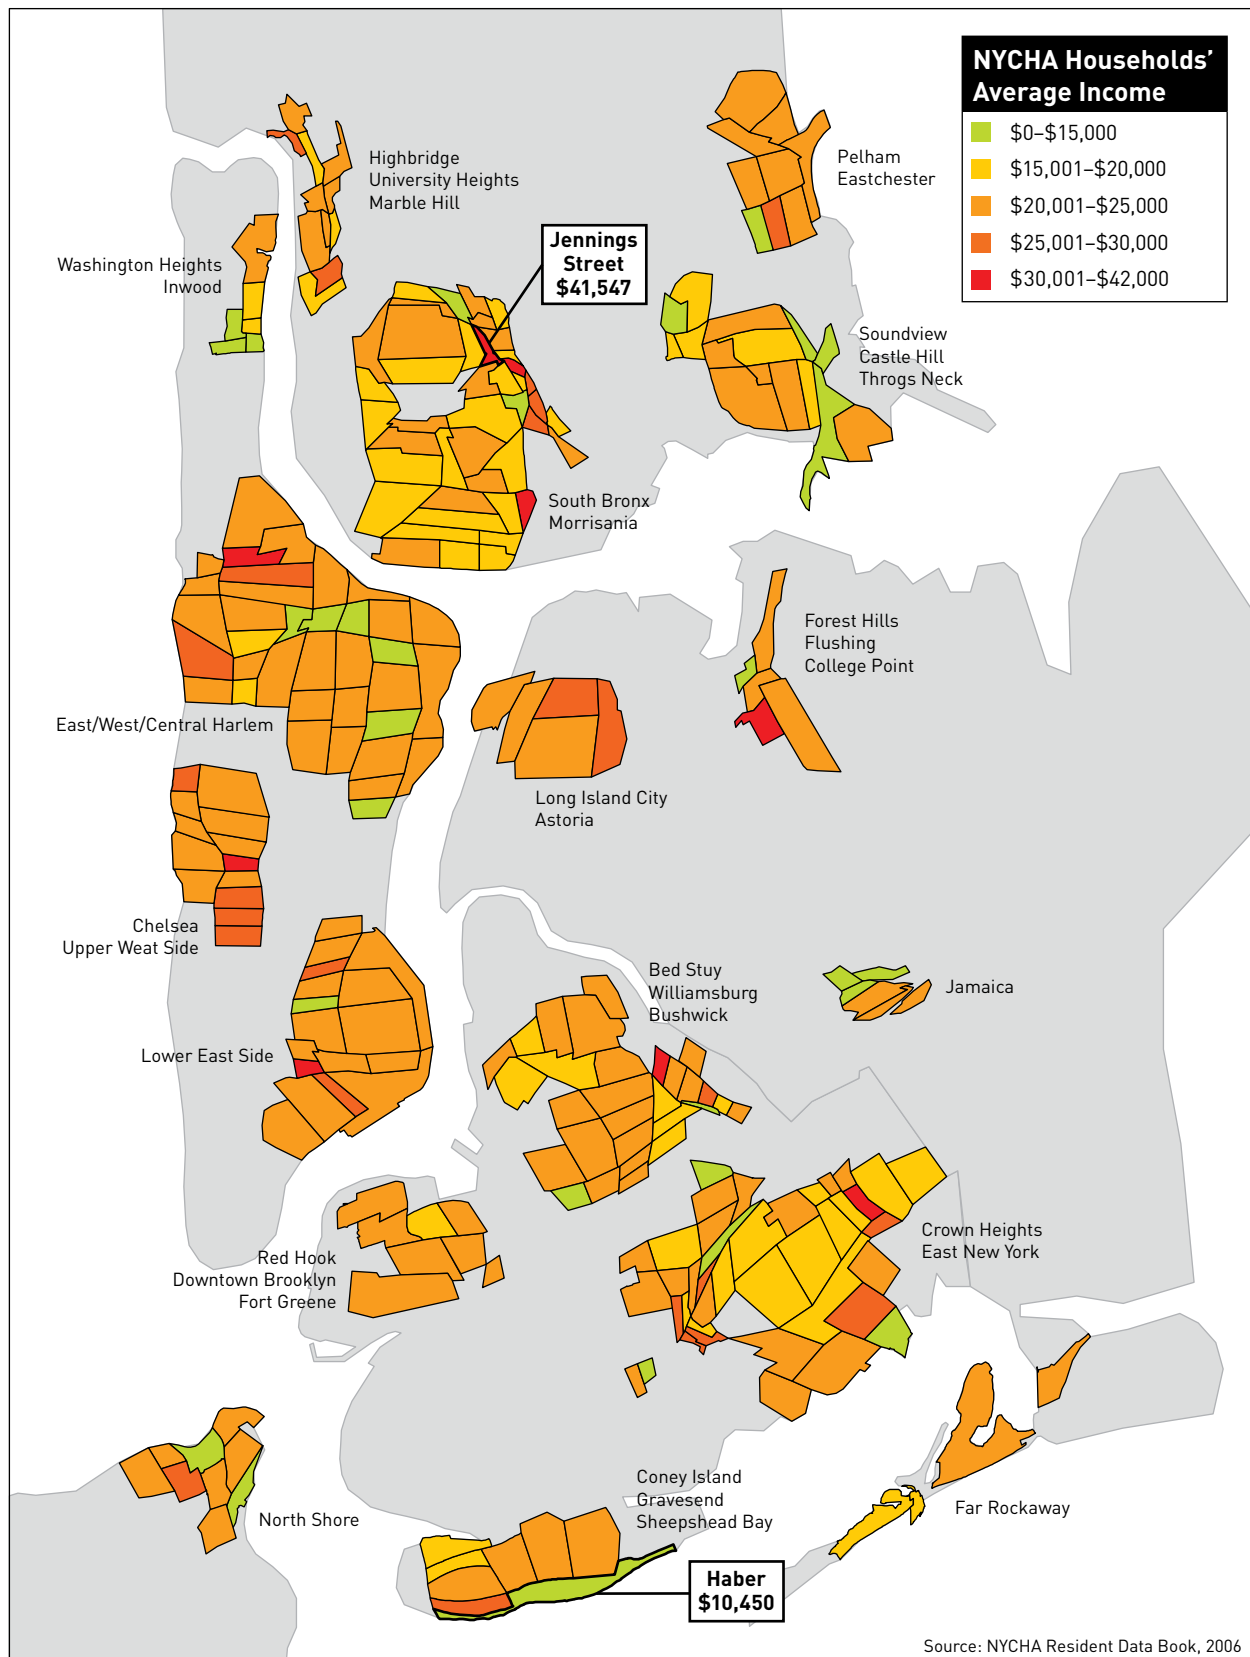 NYCHA Households'
Average Income
$0–$15,000
$15,001–$20,000
$20,001–$25,000
$25,001–$30,000
$30,001–$42,000
Highbridge
University Heights
Marble Hill
Pelham
Eastchester
Jennings
Street
$41,547
Washington Heights
Inwood
Soundview
Castle Hill
Throgs Neck
South Bronx
Morrisania
Forest Hills
Flushing
College Point
East/West/Central Harlem
Long Island City
Astoria
Chelsea
Upper Weat Side
Bed Stuy
Williamsburg
Bushwick
Jamaica
Lower East Side
Crown Heights
East New York
Red Hook
Downtown Brooklyn
Fort Greene
Coney Island
Gravesend
Sheepshead Bay
Far Rockaway
North Shore
Haber
$10,450
Source: NYCHA Resident Data Book, 2006